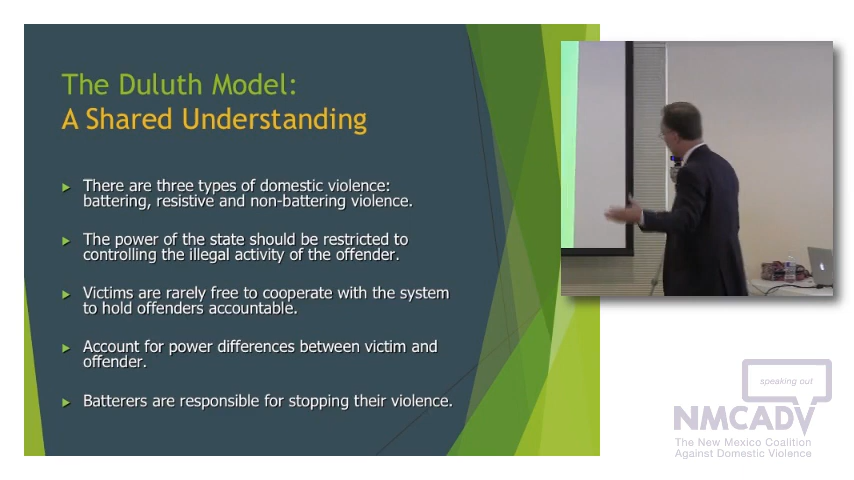 The Duluth Model:
A Shared Understanding
There are three types of domestic violence:
battering, resistive and non-battering violence.
The power of the state should be restricted to
controlling the illegal activity of the offender.
Victims are rarely free to cooperate with the system
to hold offenders accountable.
Account for power differences between victim and
offender.
Batterers are responsible for stopping their violence.
speaking out
NMCADV
The New Mexico Coalition
Against Domestic Violence